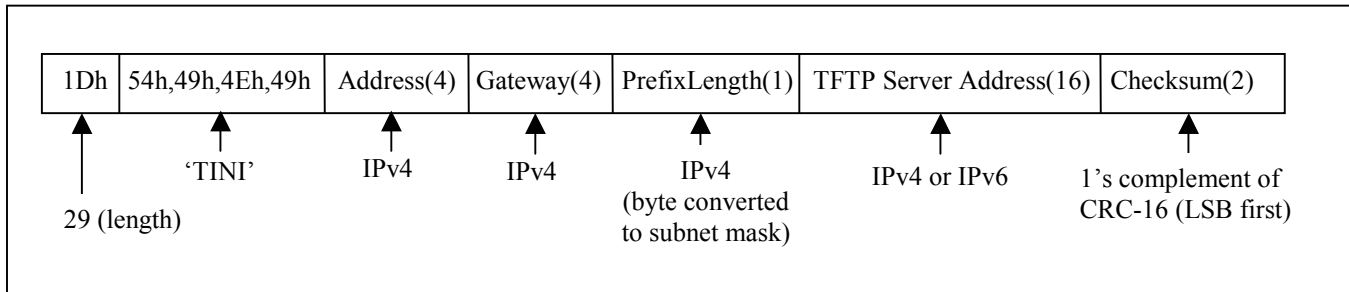 1Dh 54h,49h,4Eh,49h Address(4) Gateway(4) PrefixLength(1) TFTP Server Address(16) Checksum(2)
29 (length)
‘TINI’
IPv4
IPv4
IPv4
(byte converted
to subnet mask)
IPv4 or IPv6
1’s complement of
CRC-16 (LSB first)